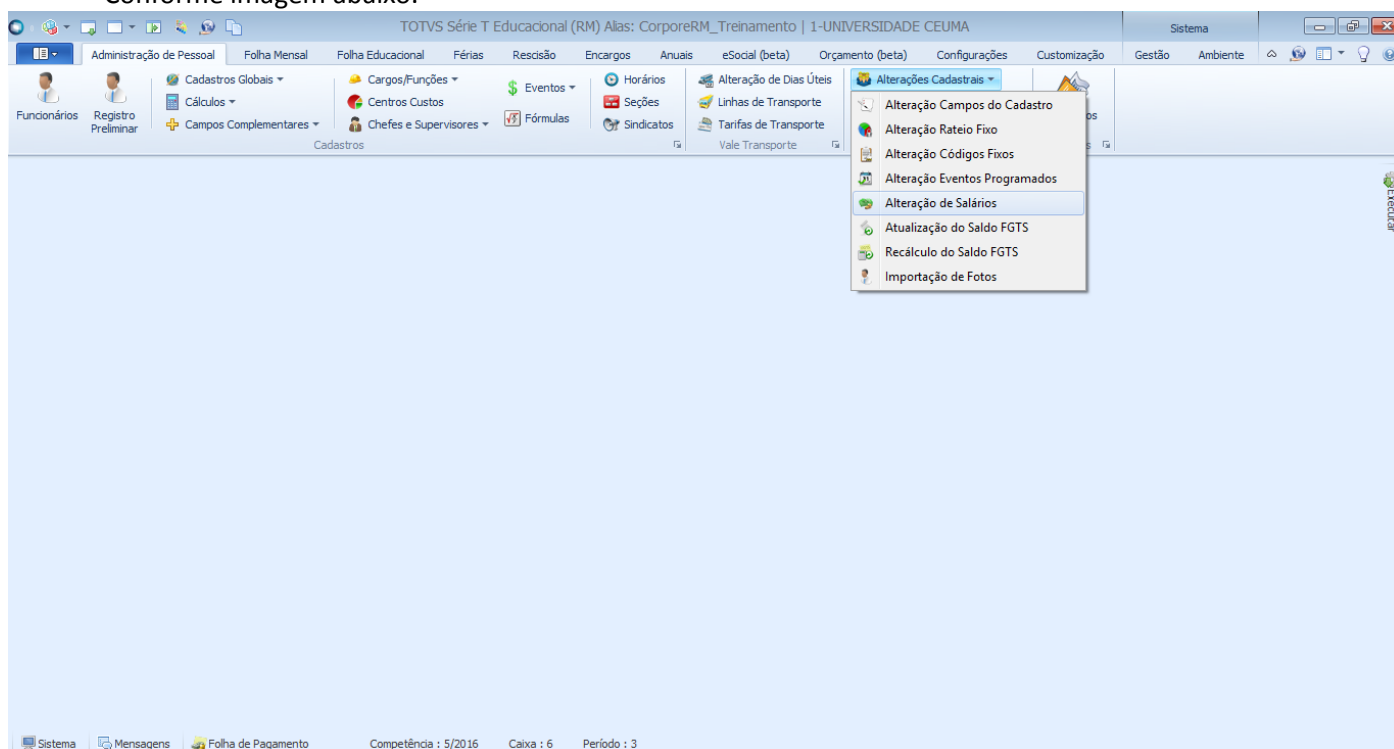 Conforme imagem abaixo:
TOTVS Série T Educacional (RM) Alias: CorporeRM_Treinamento | 1-UNIVERSIDADE CEUMA
Sistema
Administração de Pessoal Folha Mensal Folha Educacional Férias Rescisão Encargos Anuais eSocial (beta) Orçamento (beta) Configurações Customização Gestão Ambiente
Funcionários
Registro
Preliminar
Cadastros Globais
Cálculos
Campos Complementares
Cargos/Funções
Centros Custos
Chefes e Supervisores
Eventos
Fórmulas
Horários
Seções
Sindicatos
Cadastros
Alteração de Dias Úteis
Linhas de Transporte
Tarifas de Transporte
Vale Transporte
Alterações Cadastrais
Alteração Campos do Cadastro
Alteração Rateio Fixo
Alteração Códigos Fixos
Alteração Eventos Programados
Alteração de Salários
Atualização do Saldo FGTS
Recálculo do Saldo FGTS
Importação de Fotos
Executar
Sistema Mensagens Folha de Pagamento Competência : 5/2016 Caixa : 6 Período : 3